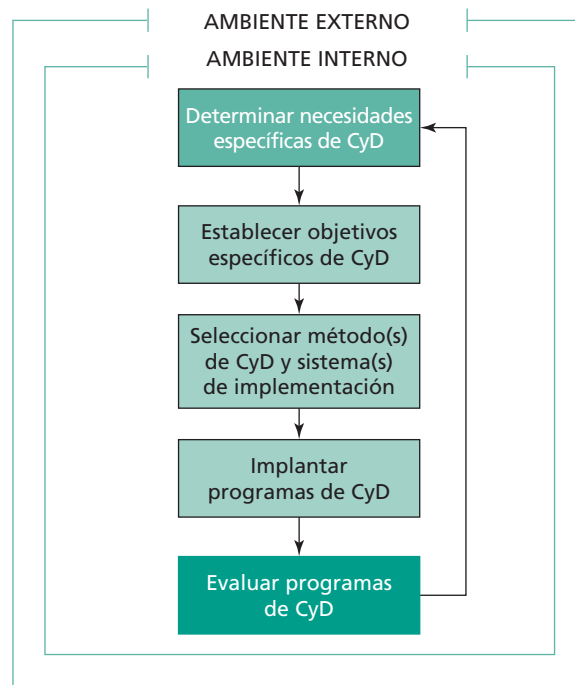 AMBIENTE EXTERNO
AMBIENTE INTERNO
Determinar necesidades
específicas de CyD
Establecer objetivos
específicos de CyD
Seleccionar método(s)
de CyD y sistema(s)
de implementación
Implantar
programas de CyD
Evaluar programas
de CyD